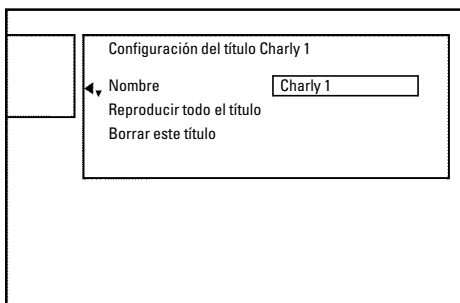 Configuración del título Charly 1
Nombre Charly 1
Reproducir todo el título
Borrar este título